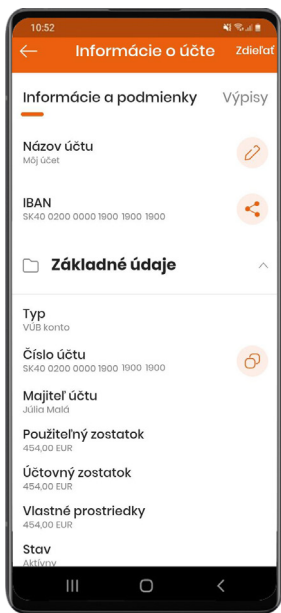 10:52
Informácie o účte
Zdieľať
Informácie a podmienky
Výpisy
Názov účtu
Môj účet
IBAN
SK40 0200 0000 1900 1900 1900
Základné údaje
Typ
VÚB konto
Číslo účtu
SK40 0200 0000 1900 1900 1900
Majiteľ účtu
Júlia Malá
Použiteľný zostatok
454,00 EUR
Účtovný zostatok
454,00 EUR
Vlastné prostriedky
454,00 EUR
Stav
Aktívny